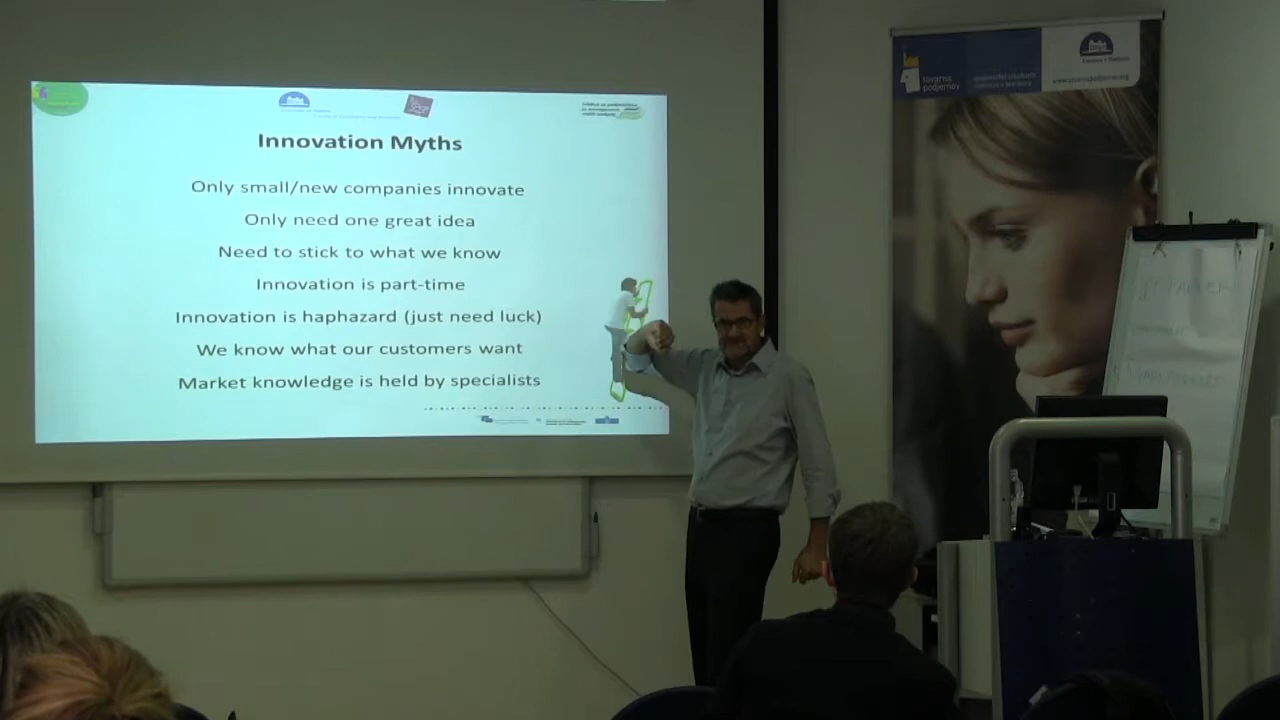 Innovation Myths
Only small/new companies innovate
Only need one great idea
Need to stick to what we know
Innovation is part-time
Innovation is haphazard (just need luck)
We know what our customers want
Market knowledge is held by specialists
tovarna
podjemov